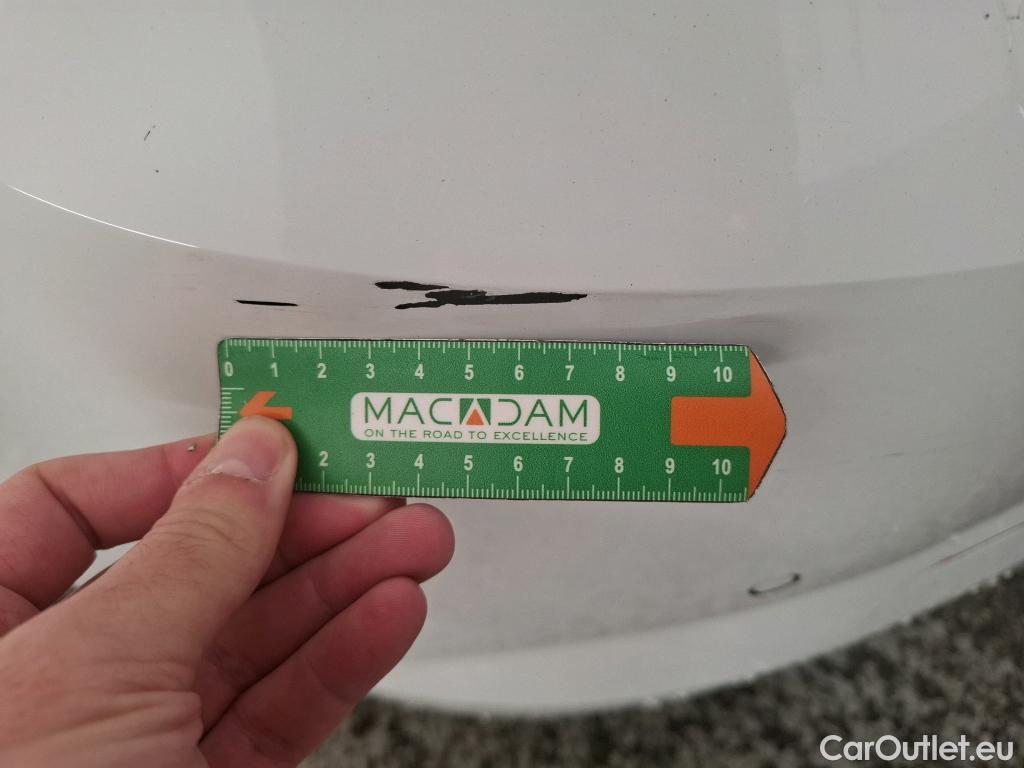 0 1 2 3 4 5 6 7 8 9 10
MACADAM
ON THE ROAD TO EXCELLENCE
2 3 4 5 6 7 8 9 10
CarOutlet.eu